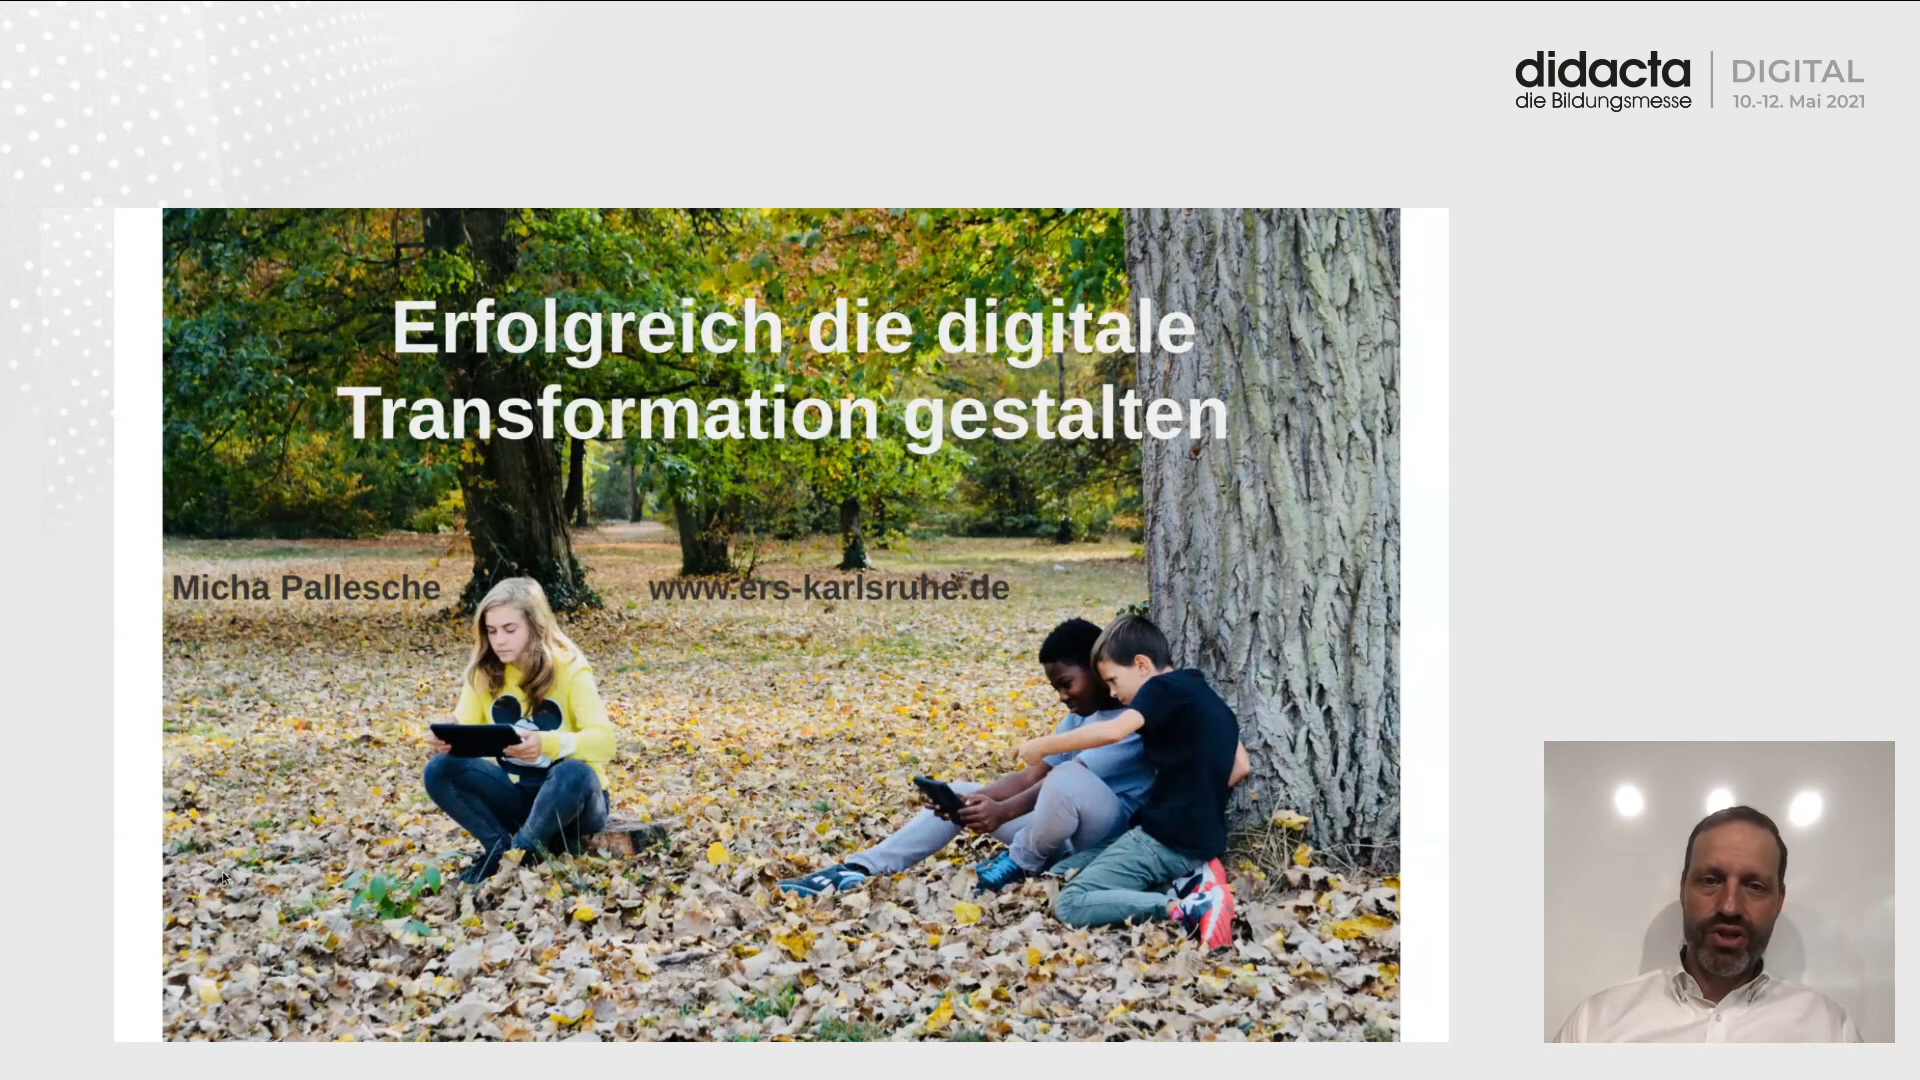 didacta
die Bildungsmesse
DIGITAL
10.-12. Mai 2021
Erfolgreich die digitale
Transformation gestalten
Micha Pallesche
www.ers-karlsruhe.de